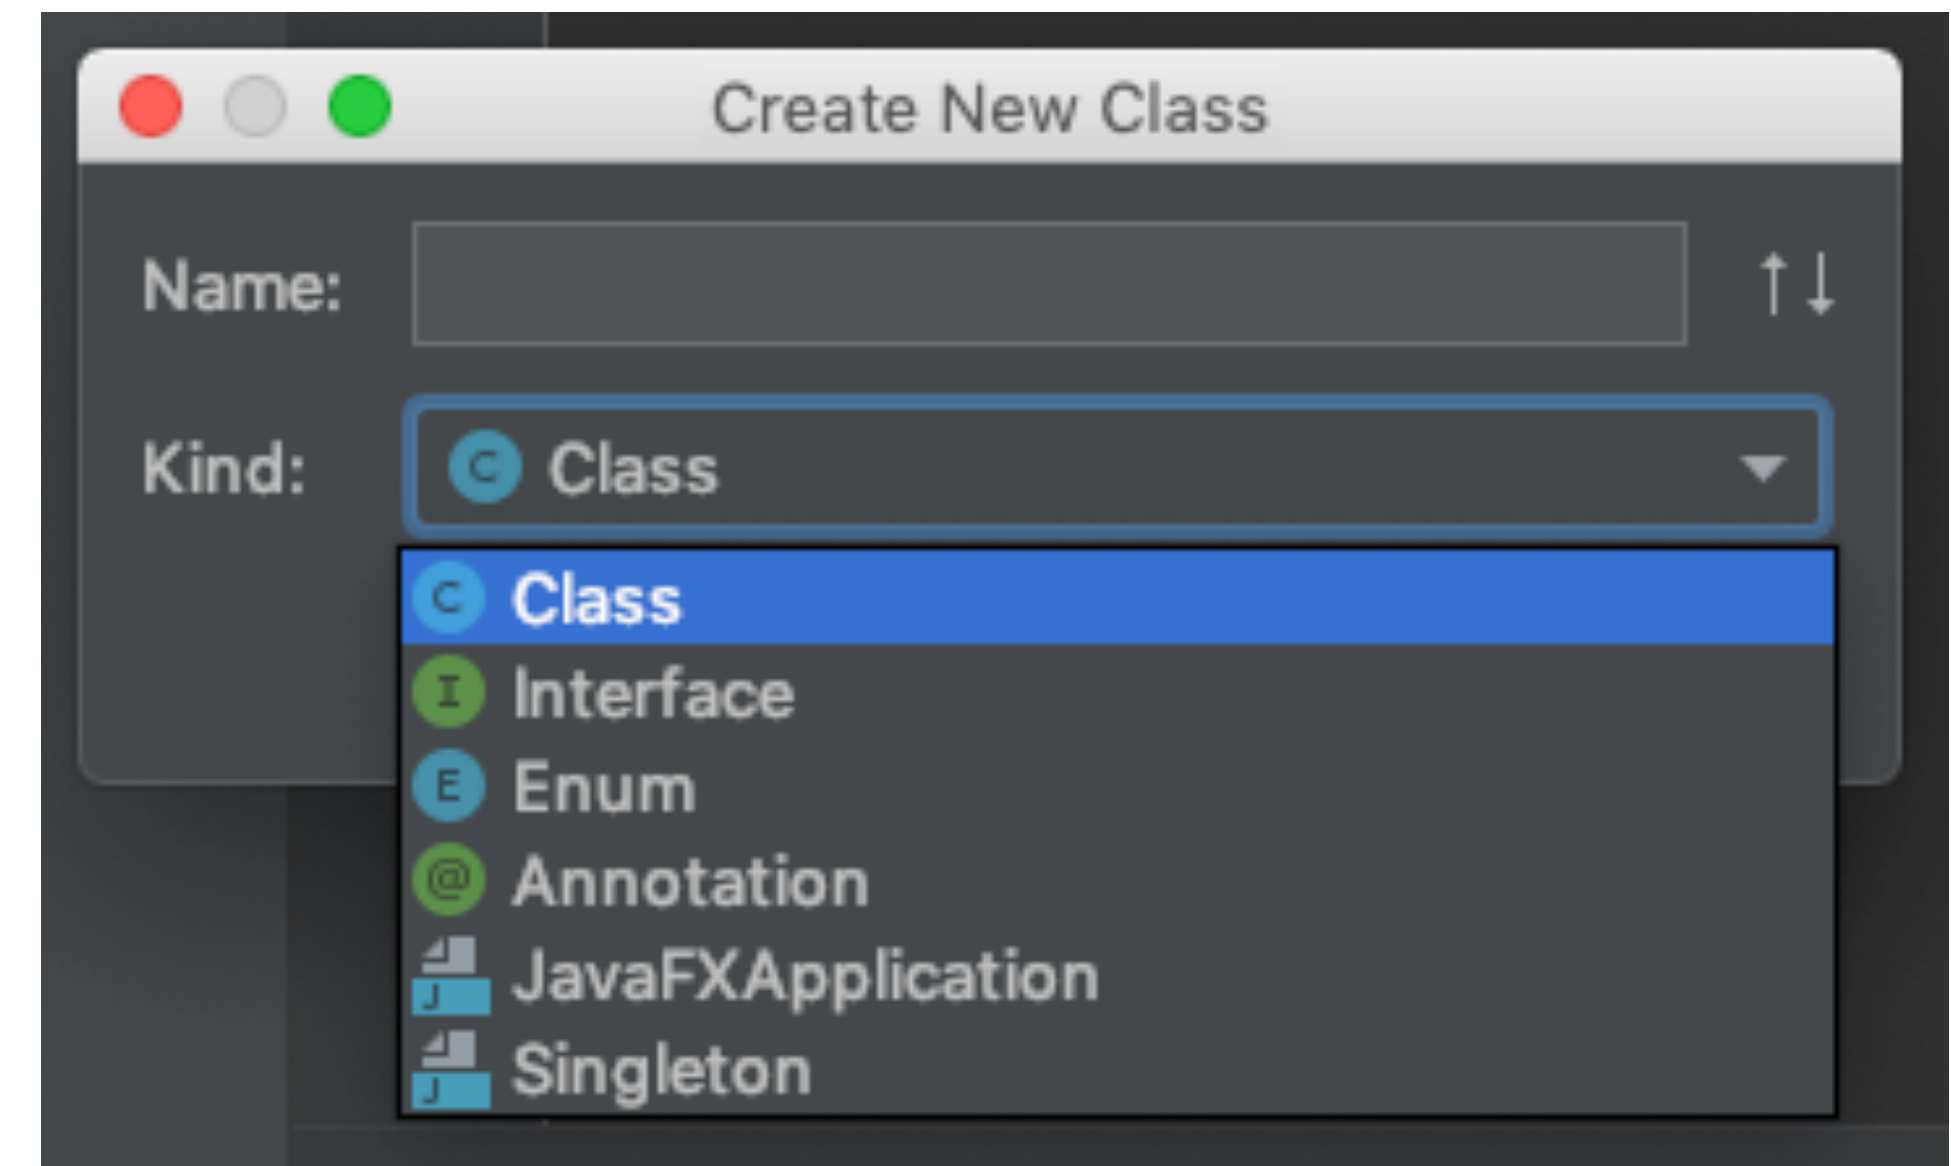 Create New Class
Name:
↑↓
Kind:
C Class
C Class
I Interface
E Enum
@ Annotation
J JavaFXApplication
J Singleton